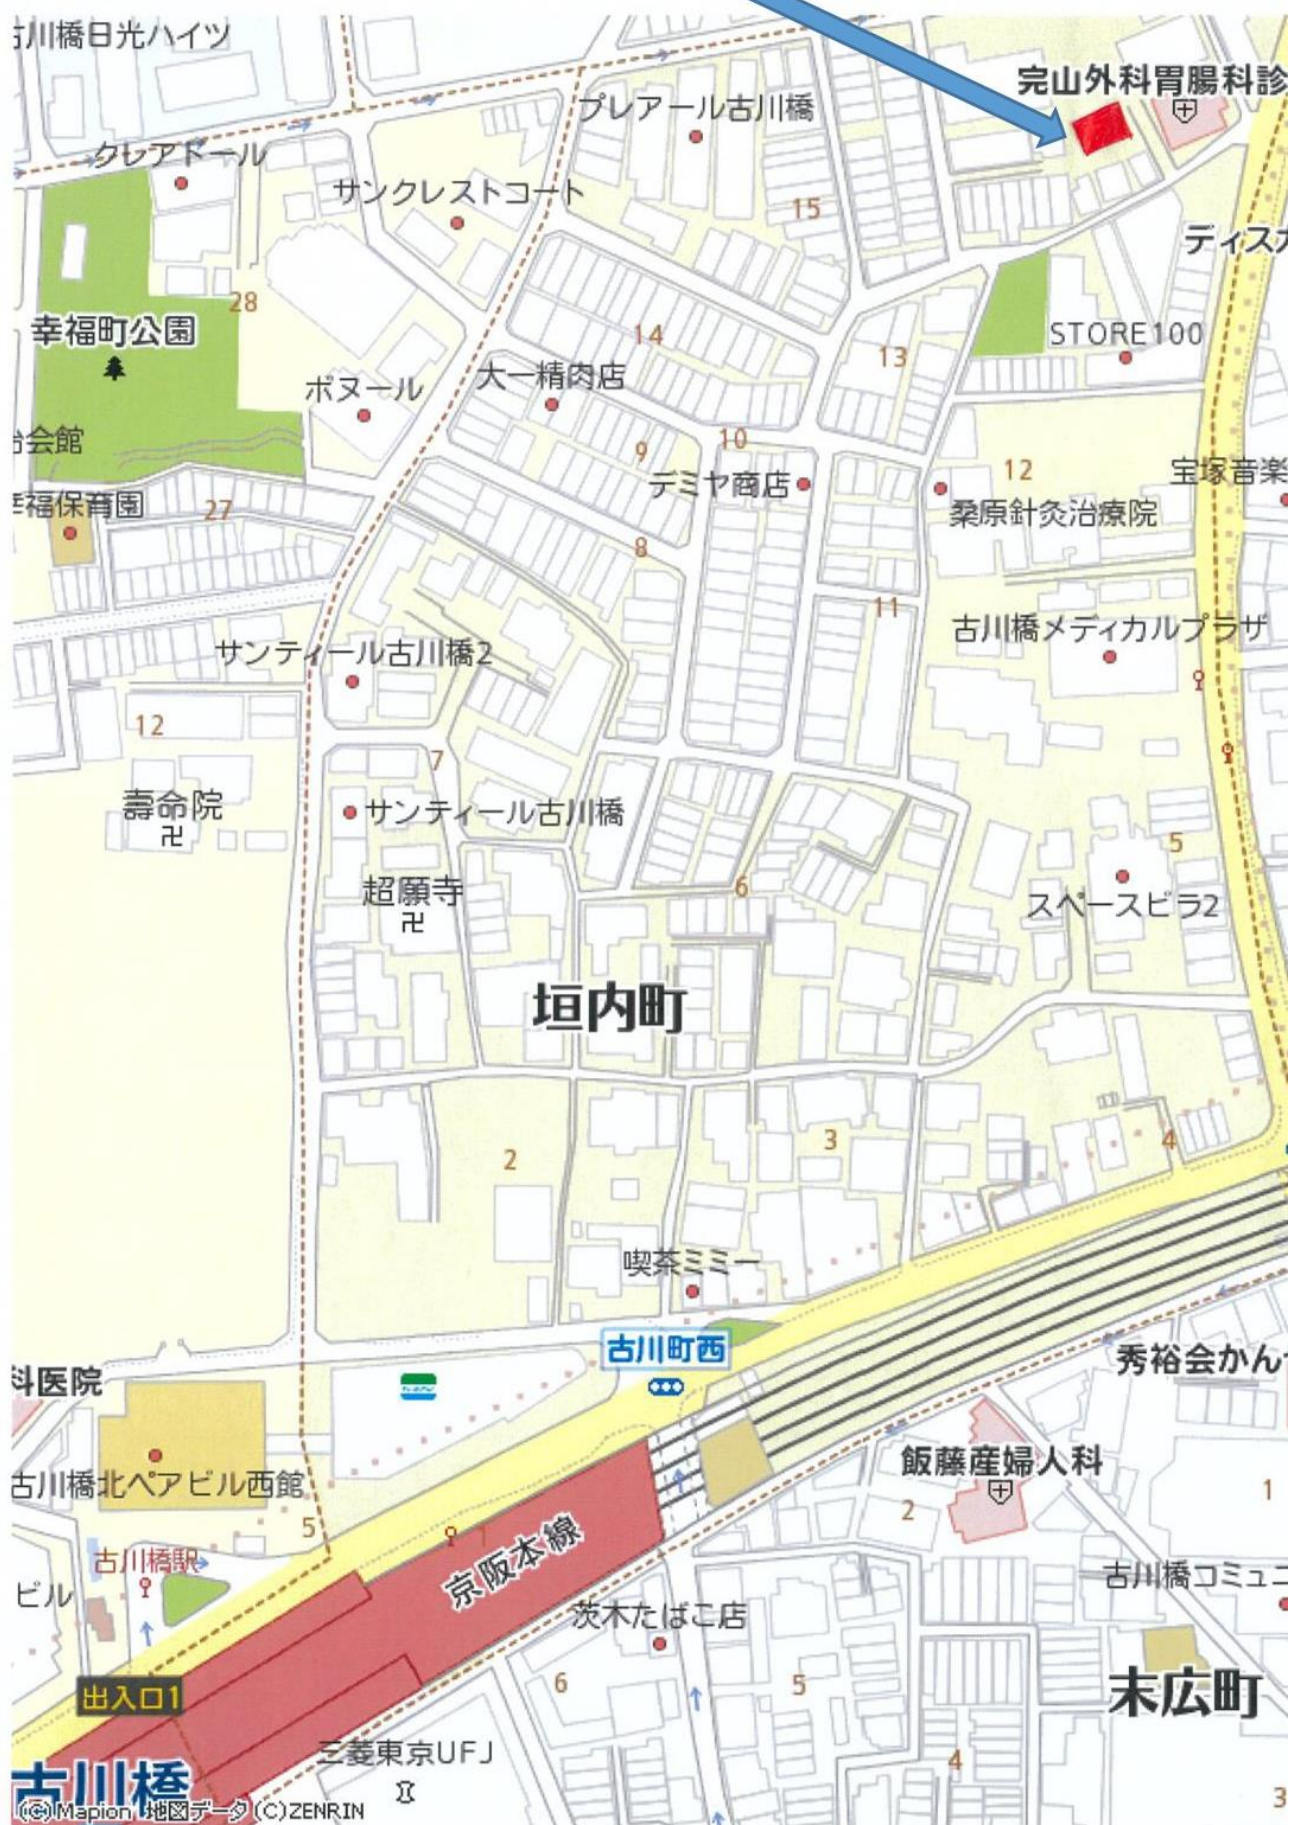 古川橋日光ハイツ
完山外科胃腸科診
プレアール古川橋
クレアドール
サンクレストコート
15
ディスカ
28
幸福町公園
14
13
STORE100
大一精肉店
ボヌール
治会館
10
9
12
宝塚音楽
デミヤ商店
幸福保育園
27
桑原針灸治療院
8
11
古川橋メディカルプラザ
サンティール古川橋2
12
7
壽命院
サンティール古川橋
5
超願寺
6
スペースビラ2
垣内町
2
3
4
喫茶ミミー
古川町西
科医院
秀裕会かん
飯藤産婦人科
古川橋北ペアビル西館
2
1
5
1
京阪本線
古川橋駅
ビル
古川橋コミュニ
茨木たばこ店
出入口1
6
5
末広町
三菱東京UFJ
4
古川橋
3
(C)Mapion 地図データ(C)ZENRIN